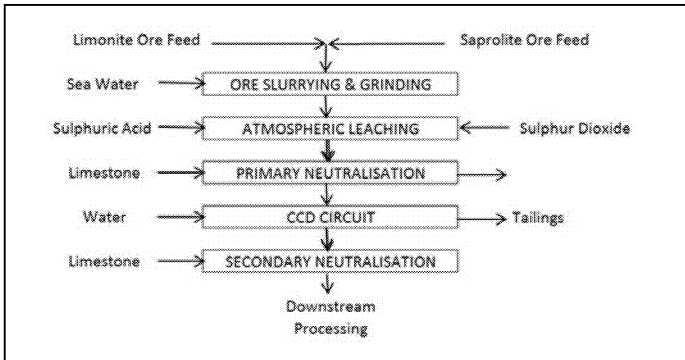 Limonite Ore Feed Saprolite Ore Feed
Sea Water ORE SLURRYING & GRINDING
Sulphuric Acid ATMOSPHERIC LEACHING Sulphur Dioxide
Limestone PRIMARY NEUTRALISATION
Water CCD CIRCUIT Tailings
Limestone SECONDARY NEUTRALISATION
Downstream
Processing